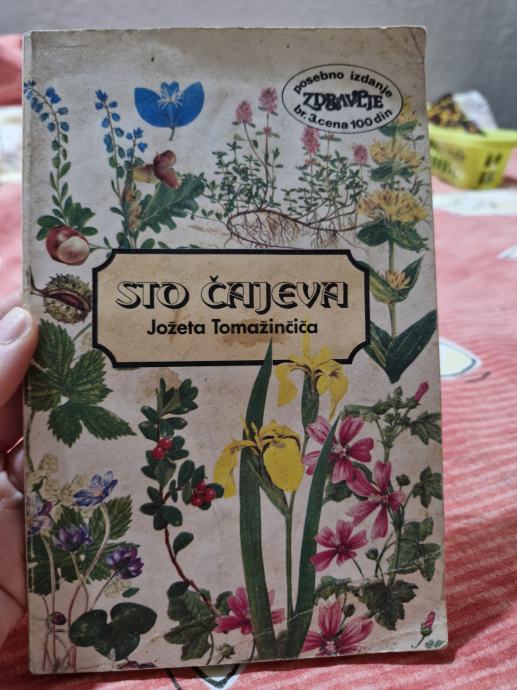 posebno izdanje
ZDRAVLJE
br. 3. cena 100 din
STO ČAJEVA
Jožeta Tomažinčiča